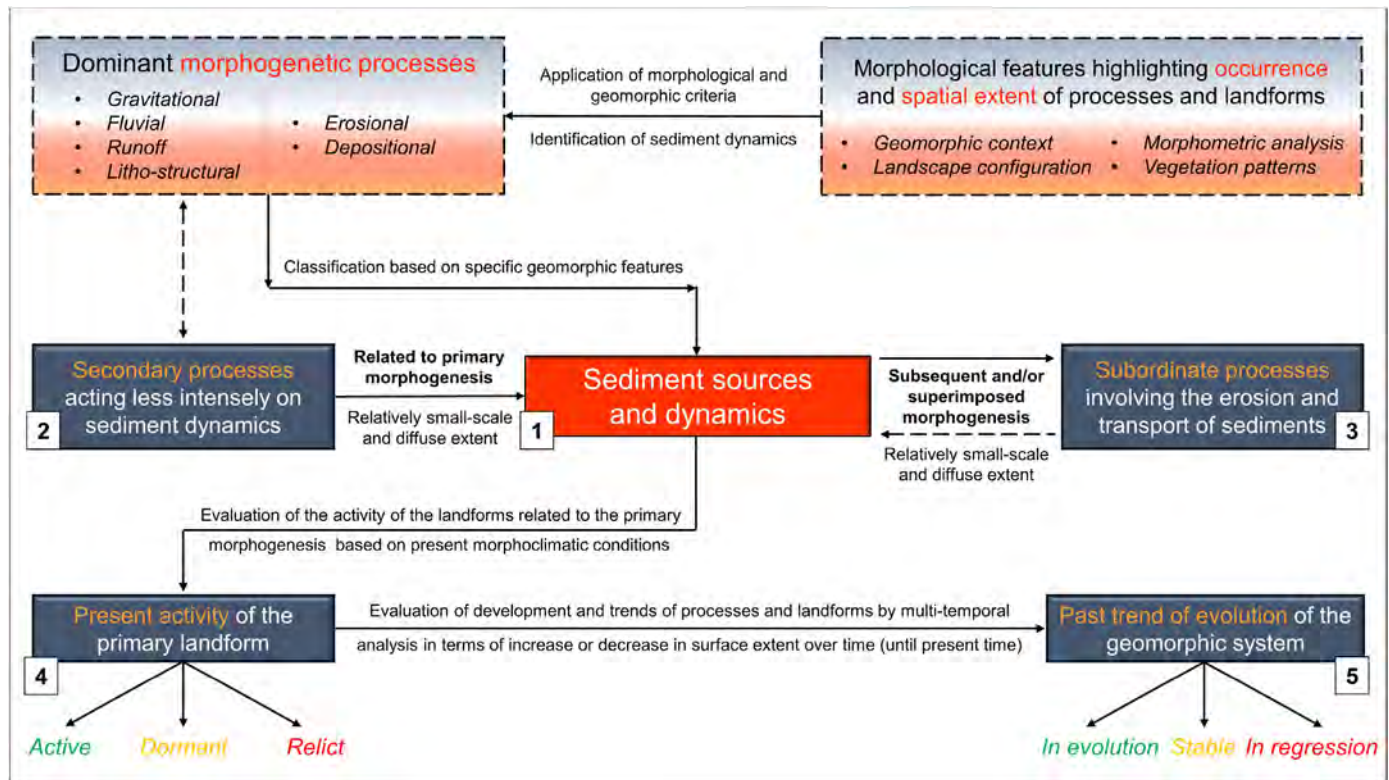 Dominant morphogenetic processes
• Gravitational
• Fluvial
• Runoff
• Litho-structural
• Erosional
• Depositional
Application of morphological and
geomorphic criteria
Identification of sediment dynamics
Morphological features highlighting occurrence
and spatial extent of processes and landforms
• Geomorphic context
• Landscape configuration
• Morphometric analysis
• Vegetation patterns
Classification based on specific geomorphic features
Secondary processes
acting less intensely on
sediment dynamics
2
Related to primary
morphogenesis
Relatively small-scale
and diffuse extent
Sediment sources
and dynamics
1
Subsequent and/or
superimposed
morphogenesis
Relatively small-scale
and diffuse extent
Subordinate processes
involving the erosion and
transport of sediments
3
Evaluation of the activity of the landforms related to the primary
morphogenesis based on present morphoclimatic conditions
Present activity of the
primary landform
4
Evaluation of development and trends of processes and landforms by multi-temporal
analysis in terms of increase or decrease in surface extent over time (until present time)
Past trend of evolution of the
geomorphic system
5
Active Dormant Relict
In evolution Stable In regression